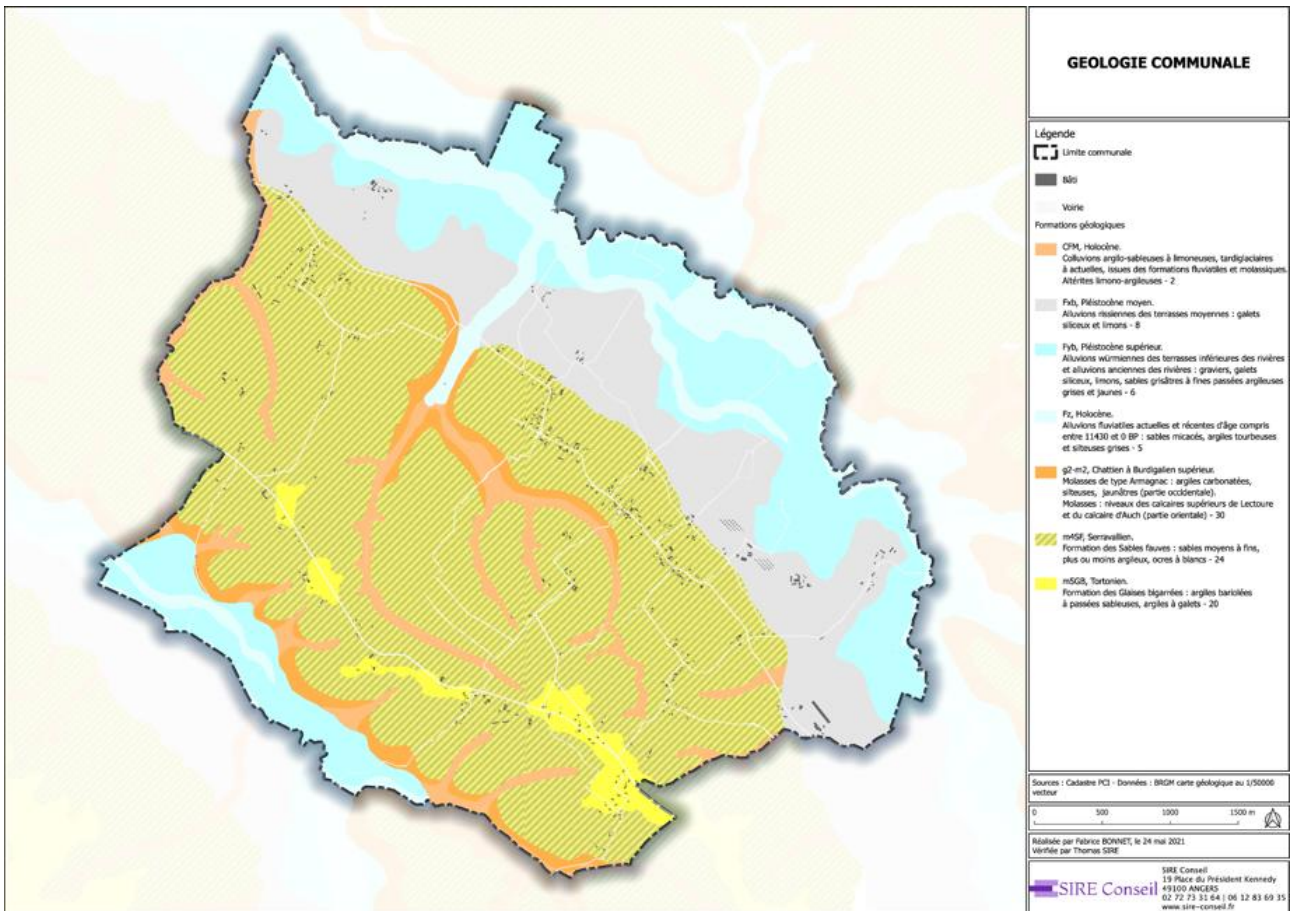 GEOLOGIE COMMUNALE
Légende
Limite communale
Bâti
Voirie
Formations géologiques
CFM, Holocène.
Colluvions argilo-sableuses à limoneuses, tardiglaciaires
à actuelles, issues des formations fluviatiles et molassiques.
Altérites limono-argileuses - 2
Fxb, Pléistocène moyen.
Alluvions rissiennes des terrasses moyennes : galets
siliceux et limons - 8
Fyb, Pléistocène supérieur.
Alluvions würmiennes des terrasses inférieures des rivières
et alluvions anciennes des rivières : graviers, galets
siliceux, limons, sables grisâtres à fines passées argileuses
grises et jaunes - 6
Fz, Holocène.
Alluvions fluviatiles actuelles et récentes d'âge compris
entre 11430 et 0 BP : sables micacés, argiles tourbeuses
et silteuses grises - 5
g2-m2, Chattien à Burdigalien supérieur.
Molasses de type Armagnac : argiles carbonatées,
silteuses, jaunâtres (partie occidentale).
Molasses : niveaux des calcaires supérieurs de Lectoure
et du calcaire d'Auch (partie orientale) - 30
m4SF, Serravallien.
Formation des Sables fauves : sables moyens à fins,
plus ou moins argileux, ocres à blancs - 24
m5GB, Tortonien.
Formation des Glaises bigarrées : argiles bariolées
à passées sableuses, argiles à galets - 20
Sources : Cadastre PCI - Données : BRGM carte géologique au 1/50000
vecteur
0 500 1000 1500 m
Réalisée par Fabrice BONNET, le 24 mai 2021
Vérifiée par Thomas SIRE
SIRE Conseil
SIRE Conseil
19 Place du Président Kennedy
49100 ANGERS
02 72 73 31 64 | 06 12 83 69 35
www.sire-conseil.fr